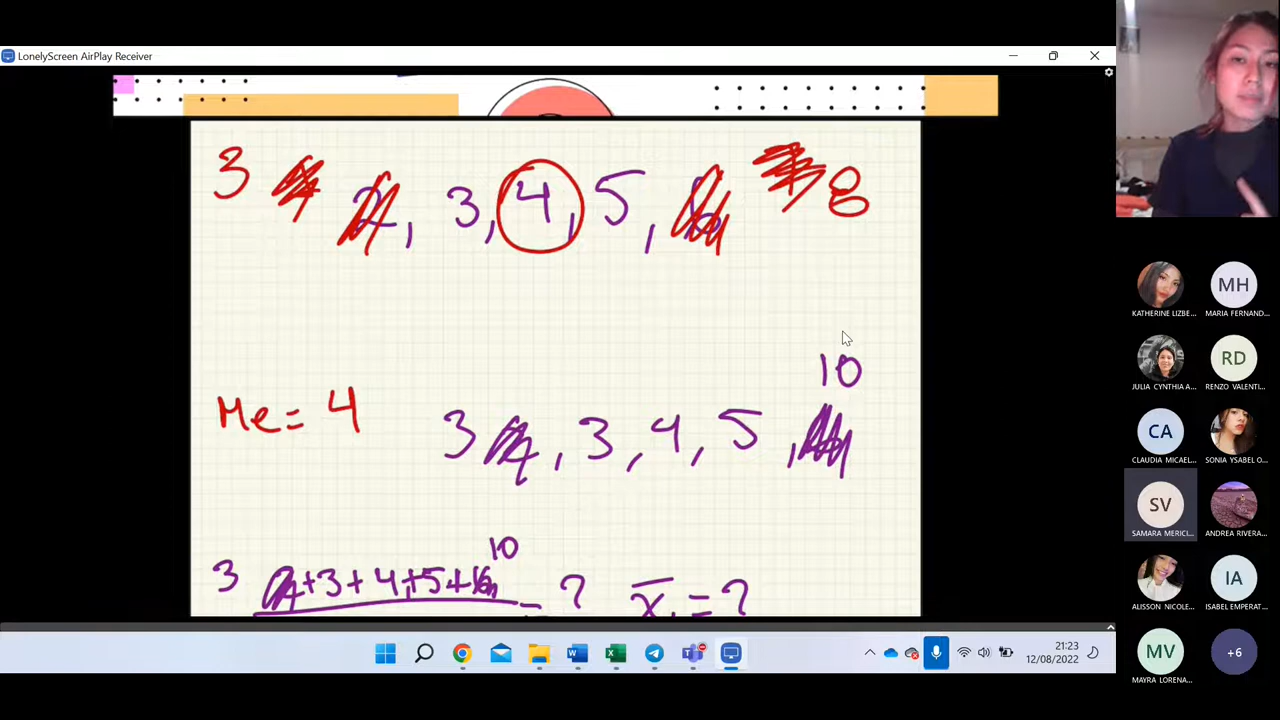 LonelyScreen AirPlay Receiver
3 2, 3, 4, 5, 8
10
Me = 4
3 , 3, 4, 5,
10
3 +3+4+5+ = ? x̄ = ?
KATHERINE LIZBE...
MH
MARIA FERNAND...
JULIA CYNTHIA A...
RD
RENZO VALENTI...
CA
CLAUDIA MICAEL...
SONIA YSABEL O...
SV
SAMARA MERICI...
ANDREA RIVERA...
ALISSON NICOLE...
IA
ISABEL EMPERAT...
MV
MAYRA LORENA...
+6
21:23
12/08/2022